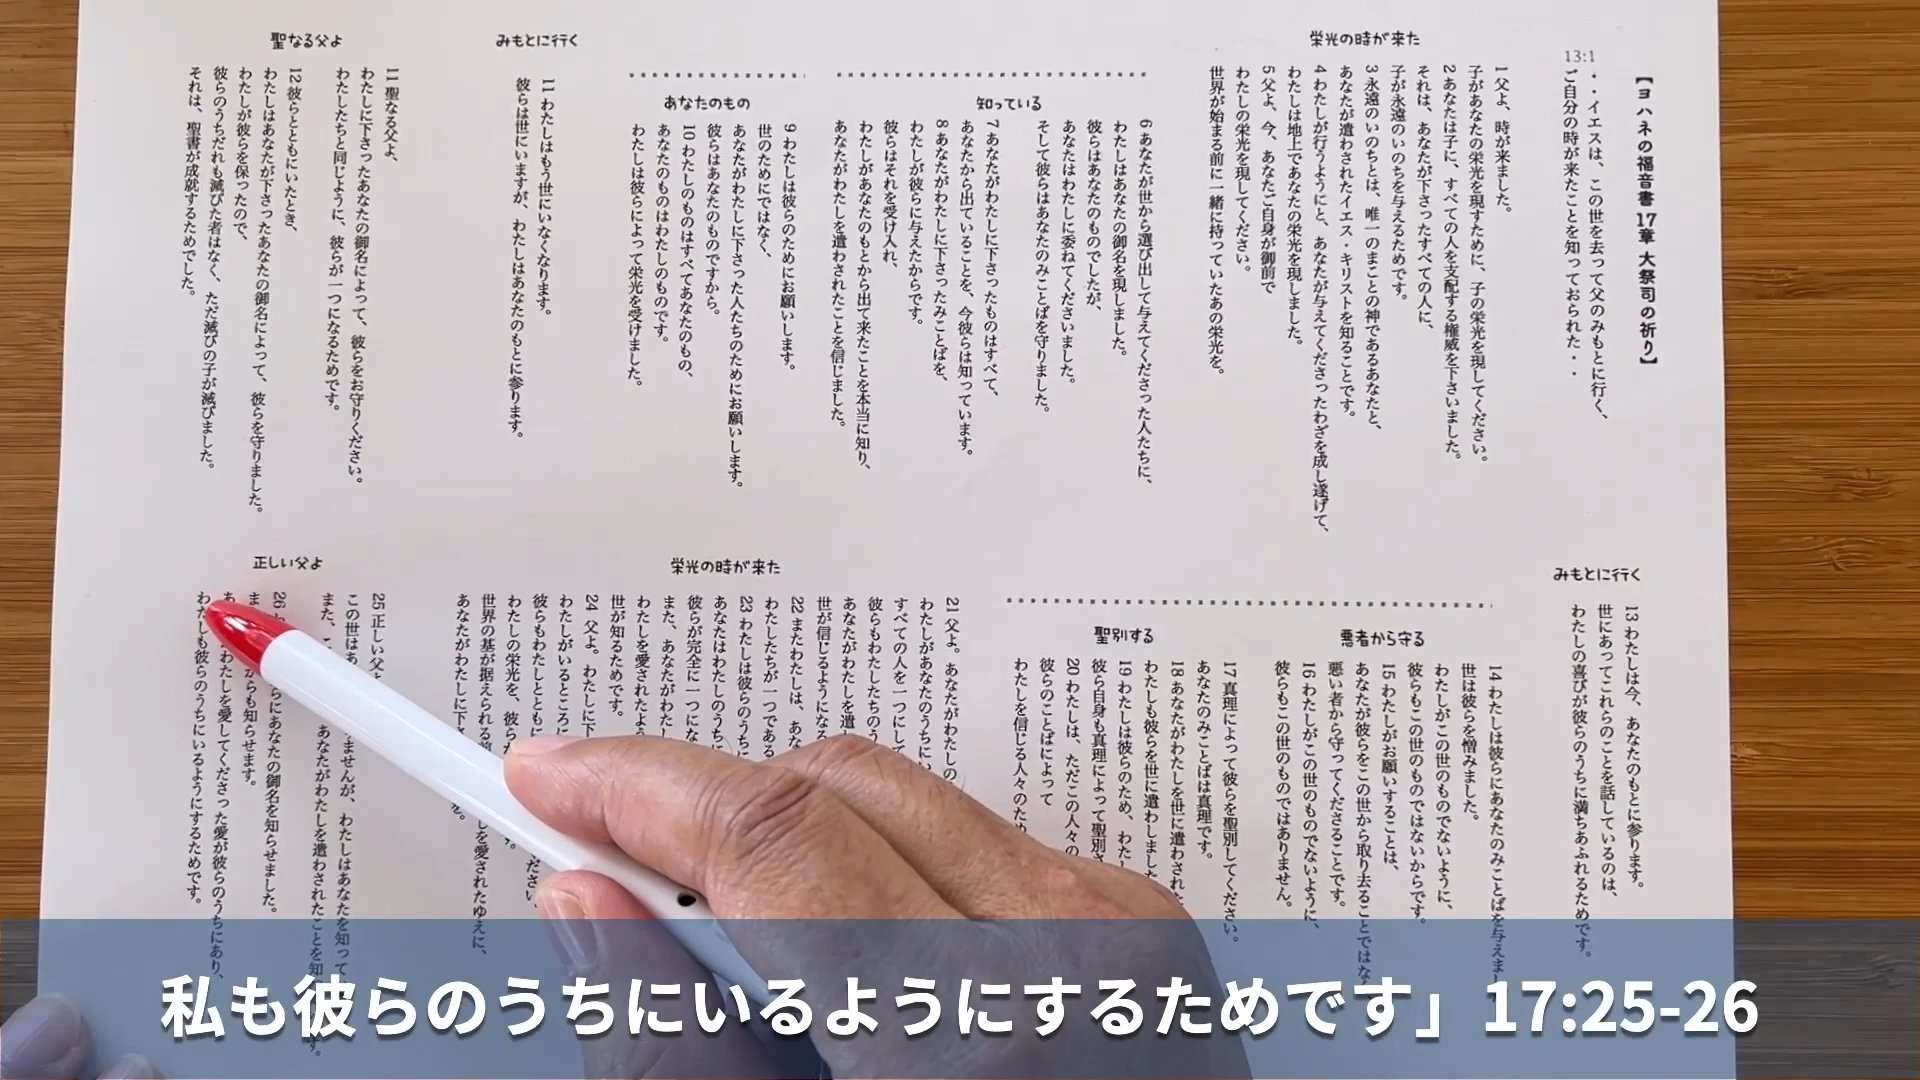 【ヨハネの福音書 17章 大祭司の祈り】
13:1
・・イエスは、この世を去って父のみもとに行く、
ご自分の時が来たことを知っておられた・・
栄光の時が来た
1 父よ、時が来ました。
子があなたの栄光を現すために、子の栄光を現してください。
2 あなたは子に、すべての人を支配する権威を下さいました。
それは、あなたが下さったすべての人に、
子が永遠のいのちを与えるためです。
3 永遠のいのちとは、唯一のまことの神であるあなたと、
あなたが遣わされたイエス・キリストを知ることです。
4 わたしが行うようにと、あなたが与えてくださったわざを成し遂げて、
わたしは地上であなたの栄光を現しました。
5 父よ、今、あなたご自身が御前で
わたしの栄光を現してください。
世界が始まる前に一緒に持っていたあの栄光を。
知っている
6 あなたが世から選び出して与えてくださった人たちに、
わたしはあなたの御名を現しました。
彼らはあなたのものでしたが、
あなたはわたしに委ねてくださいました。
そして彼らはあなたのみことばを守りました。
7 あなたがわたしに下さったものはすべて、
あなたから出ていることを、今彼らは知っています。
8 あなたがわたしに下さったみことばを、
わたしが彼らに与えたからです。
彼らはそれを受け入れ、
わたしがあなたのもとから出て来たことを本当に知り、
あなたがわたしを遣わされたことを信じました。
あなたのもの
9 わたしは彼らのためにお願いします。
世のためにではなく、
あなたがわたしに下さった人たちのためにお願いします。
彼らはあなたのものですから。
10 わたしのものはすべてあなたのもの、
あなたのものはわたしのものです。
わたしは彼らによって栄光を受けました。
みもとに行く
11 わたしはもう世にいなくなります。
彼らは世にいますが、わたしはあなたのもとに参ります。
聖なる父よ
11 聖なる父よ、
わたしに下さったあなたの御名によって、彼らをお守りください。
わたしたちと同じように、彼らが一つになるためです。
12 彼らとともにいたとき、
わたしはあなたが下さったあなたの御名によって、彼らを守りました。
わたしが彼らを保ったので、
彼らのうちだれも滅びた者はなく、ただ滅びの子が滅びました。
それは、聖書が成就するためでした。
みもとに行く
13 わたしは今、あなたのもとに参ります。
世にあってこれらのことを話しているのは、
わたしの喜びが彼らのうちに満ちあふれるためです。
悪者から守る
14 わたしは彼らにあなたのみことばを与えまし
世は彼らを憎みました。
わたしがこの世のものでないように、
彼らもこの世のものではないからです。
15 わたしがお願いすることは、
あなたが彼らをこの世から取り去ることではな
悪い者から守ってくださることです。
16 わたしがこの世のものでないように、
彼らもこの世のものではありません。
聖別する
17 真理によって彼らを聖別してください。
あなたのみことばは真理です。
18 あなたがわたしを世に遣わされた
わたしも彼らを世に遣わしました
19 わたしは彼らのため、わたし
彼ら自身も真理によって聖別さ
20 わたしは、ただこの人々の
彼らのことばによって
わたしを信じる人々のため
栄光の時が来た
21 父よ。あなたがわたしの
わたしがあなたのうちにい
すべての人を一つにして
彼らもわたしたちのう
あなたがわたしを遣
世が信じるようになる
22 またわたしは、あな
わたしたちが一つである
23 わたしは彼らのうちに
あなたはわたしのうちに
彼らが完全に一つにな
また、あなたがわたし
わたしを愛されたよう
世が知るためです。
24 父よ。わたしに下
わたしがいるところに
彼らもわたしとともに
わたしの栄光を、彼らが ださい。
世界の基が据えられる前 を愛されたゆえに、
あなたがわたしに下さ
正しい父よ
25 正しい父よ
この世はあ ませんが、わたしはあなたを知って
また、こ あなたがわたしを遣わされたことを知
26 わ らにあなたの御名を知らせました。
ま からも知らせます。
あ わたしを愛してくださった愛が彼らのうちにあり、
わたしも彼らのうちにいるようにするためです。
私も彼らのうちにいるようにするためです」17:25-26